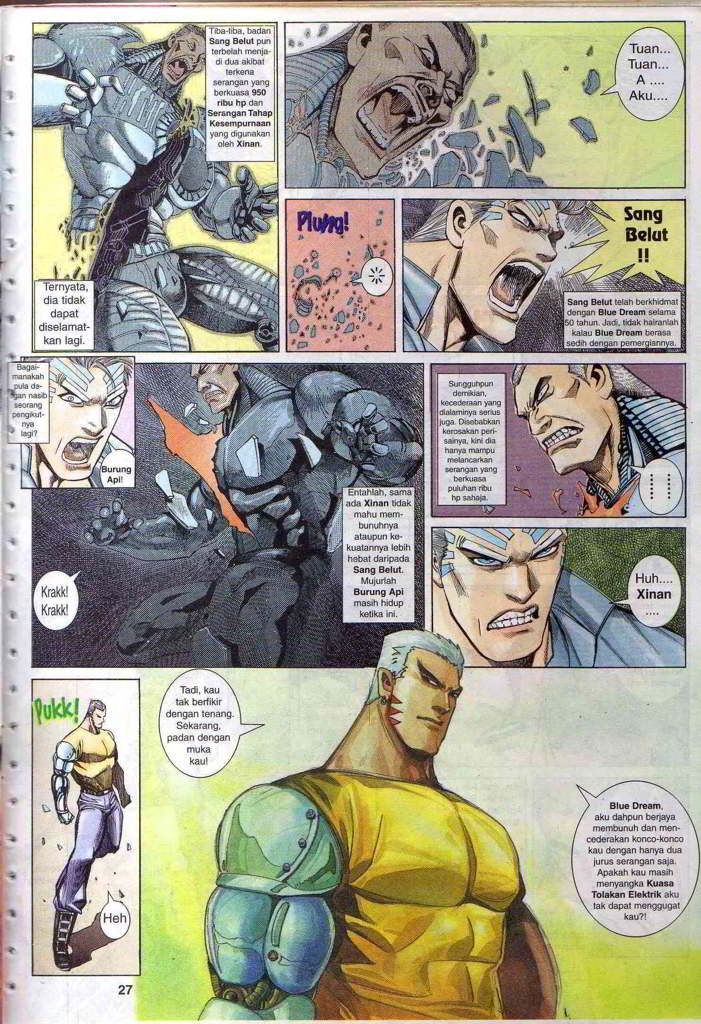 Tiba-tiba, badan
Sang Belut pun
terbelah menja-
di dua akibat
terkena
serangan yang
berkuasa 950
ribu hp dan
Serangan Tahap
Kesempurnaan
yang digunakan
oleh Xinan.
Tuan...
Tuan...
A ....
Aku....
Ternyata,
dia tidak
dapat
diselamat-
kan lagi.
Plung!
Sang
Belut
!!
Sang Belut telah berkhidmat
dengan Blue Dream selama
50 tahun. Jadi, tidak hairanlah
kalau Blue Dream berasa
sedih dengan pemergiannya.
Bagai-
manakah
pula de-
ngan nasib
seorang
pengikut-
nya
lagi?
Burung
Api!
Krakk!
Krakk!
Entahlah, sama
ada Xinan tidak
mahu mem-
bunuhnya
ataupun ke-
kuatannya lebih
hebat daripada
Sang Belut.
Mujurlah
Burung Api
masih hidup
ketika ini.
Sungguhpun
demikian,
kecederaan yang
dialaminya serius
juga. Disebabkan
kerosakan peri-
sainya, kini dia
hanya mampu
melancarkan
serangan yang
berkuasa
puluhan ribu
hp sahaja.
Huh....
Xinan
....
Pukk!
Heh
Tadi, kau
tak berfikir
dengan tenang.
Sekarang,
padan dengan
muka
kau!
Blue Dream,
aku dahpun berjaya
membunuh dan men-
cederakan konco-konco
kau dengan hanya dua
jurus serangan saja.
Apakah kau masih
menyangka Kuasa
Tolakan Elektrik aku
tak dapat menggugat
kau?!
27